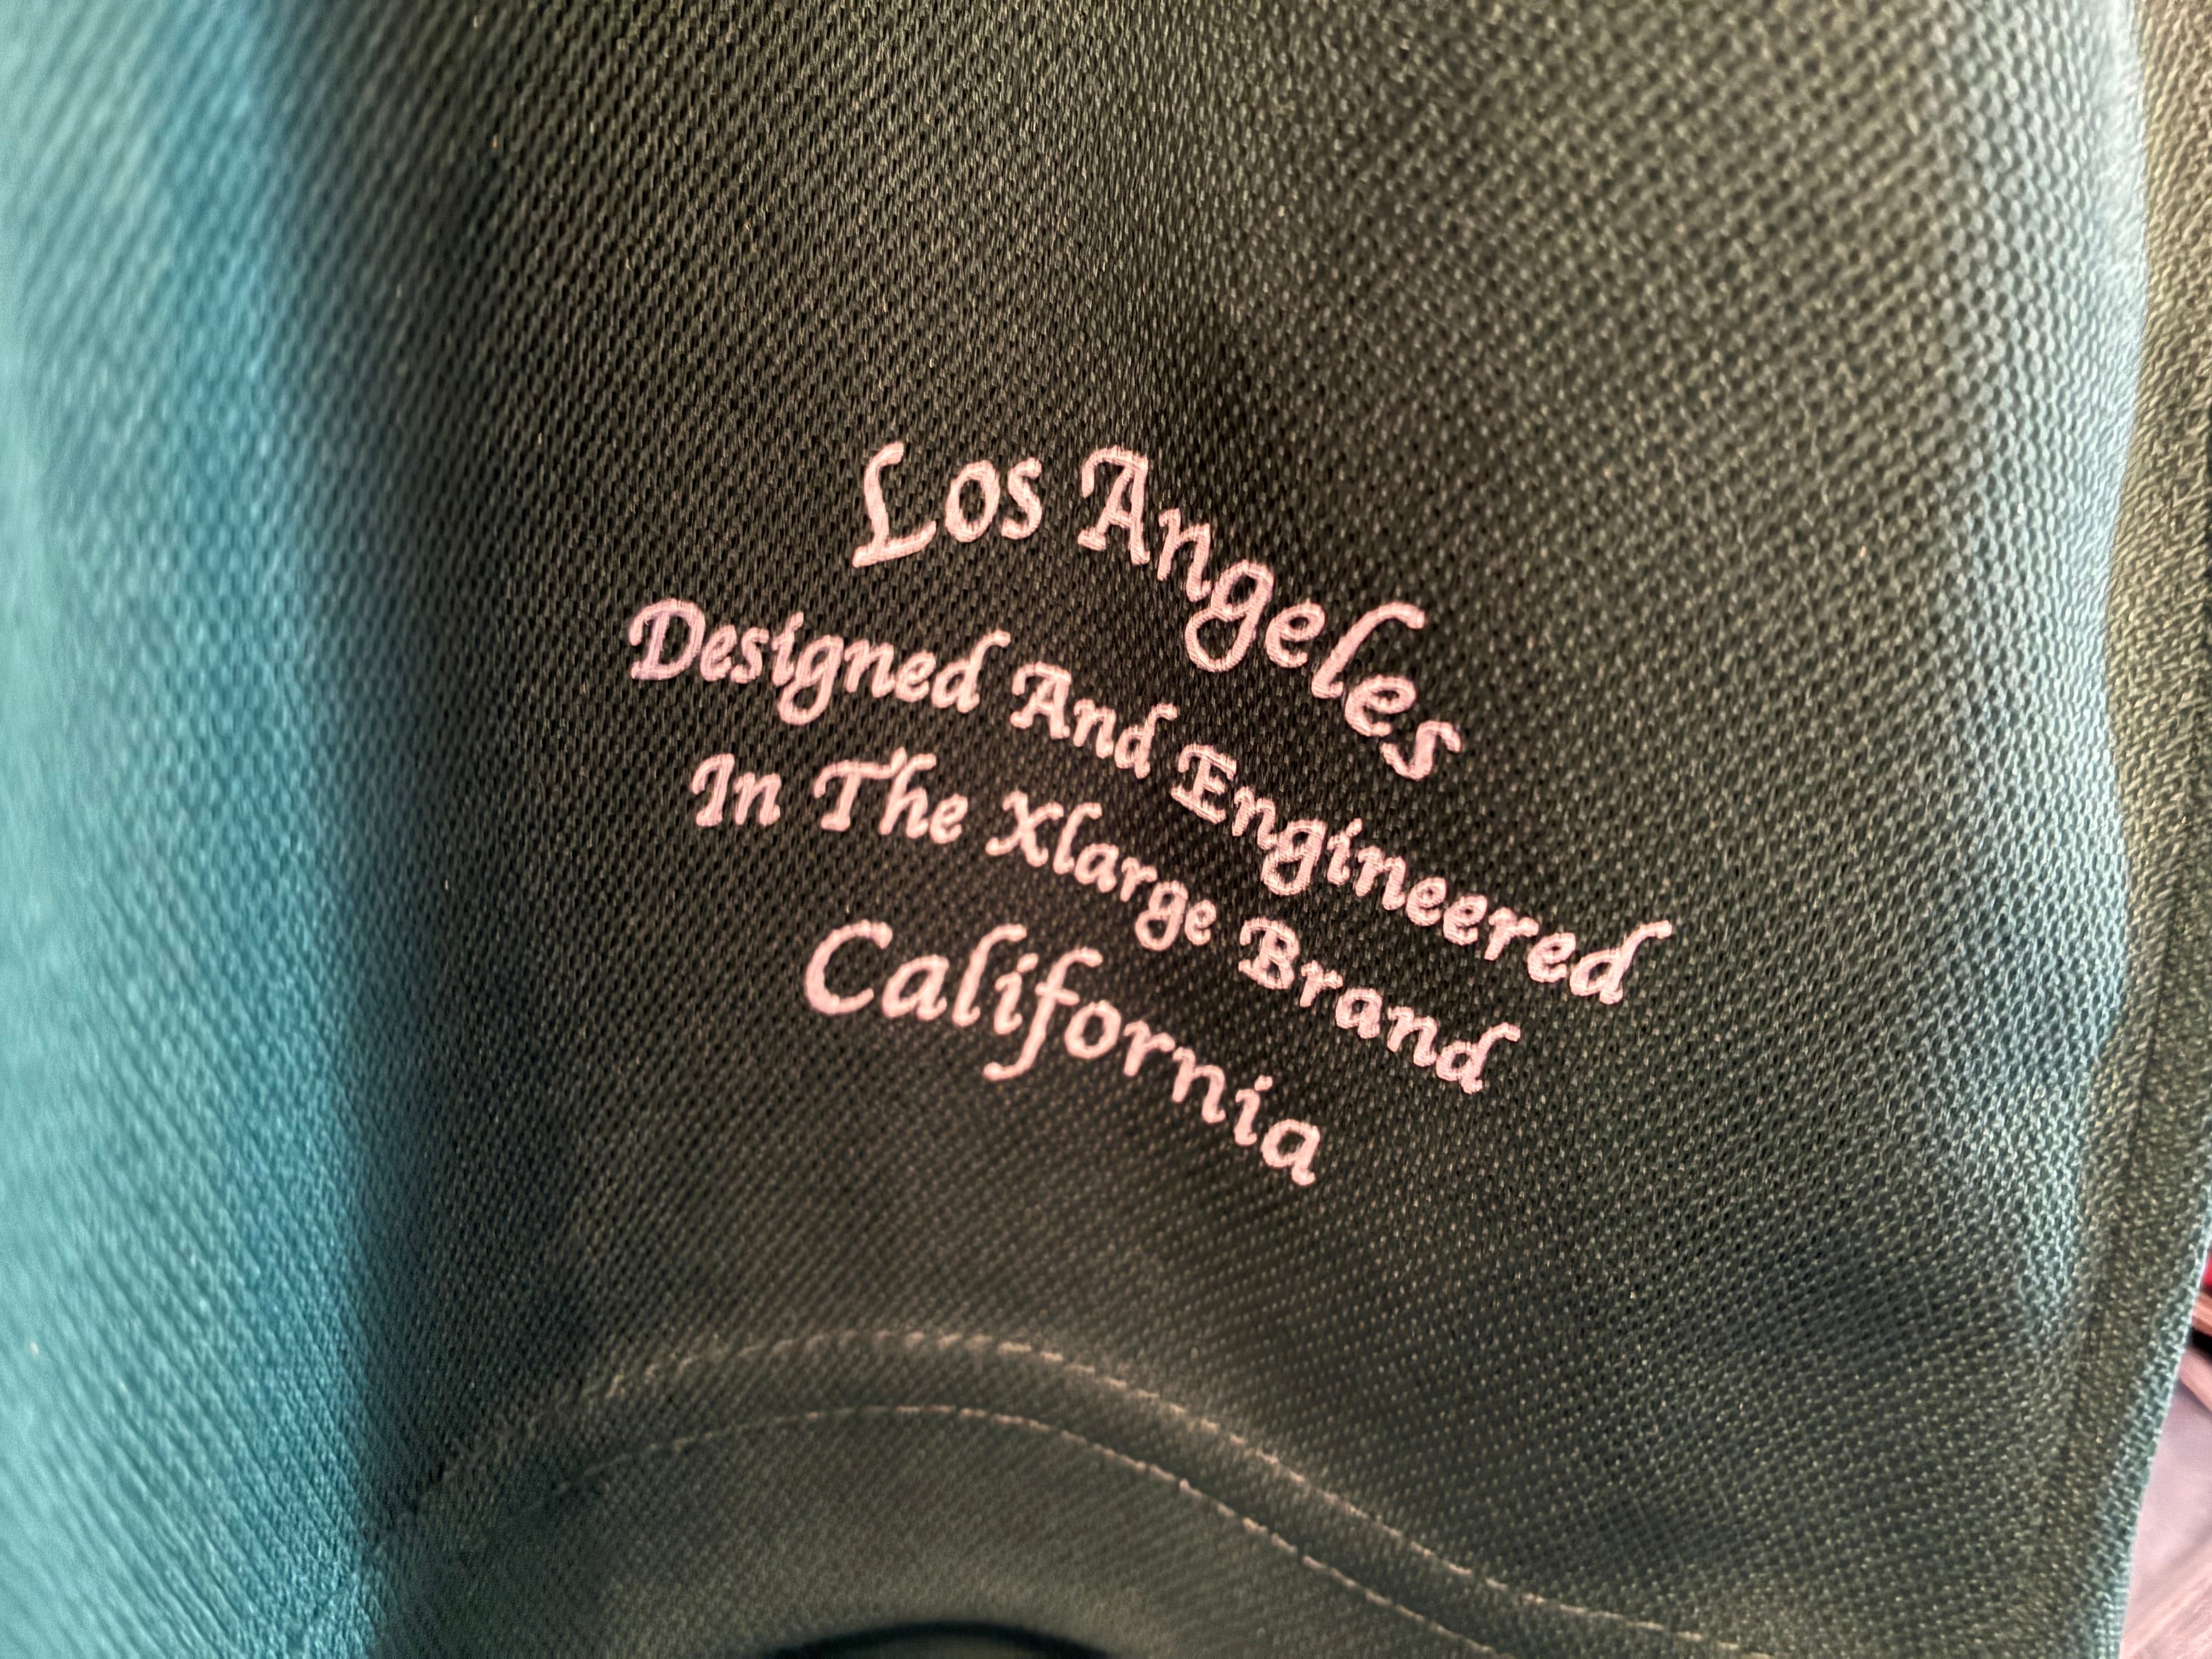 Los Angeles
Designed And Engineered
In The Xlarge Brand
California